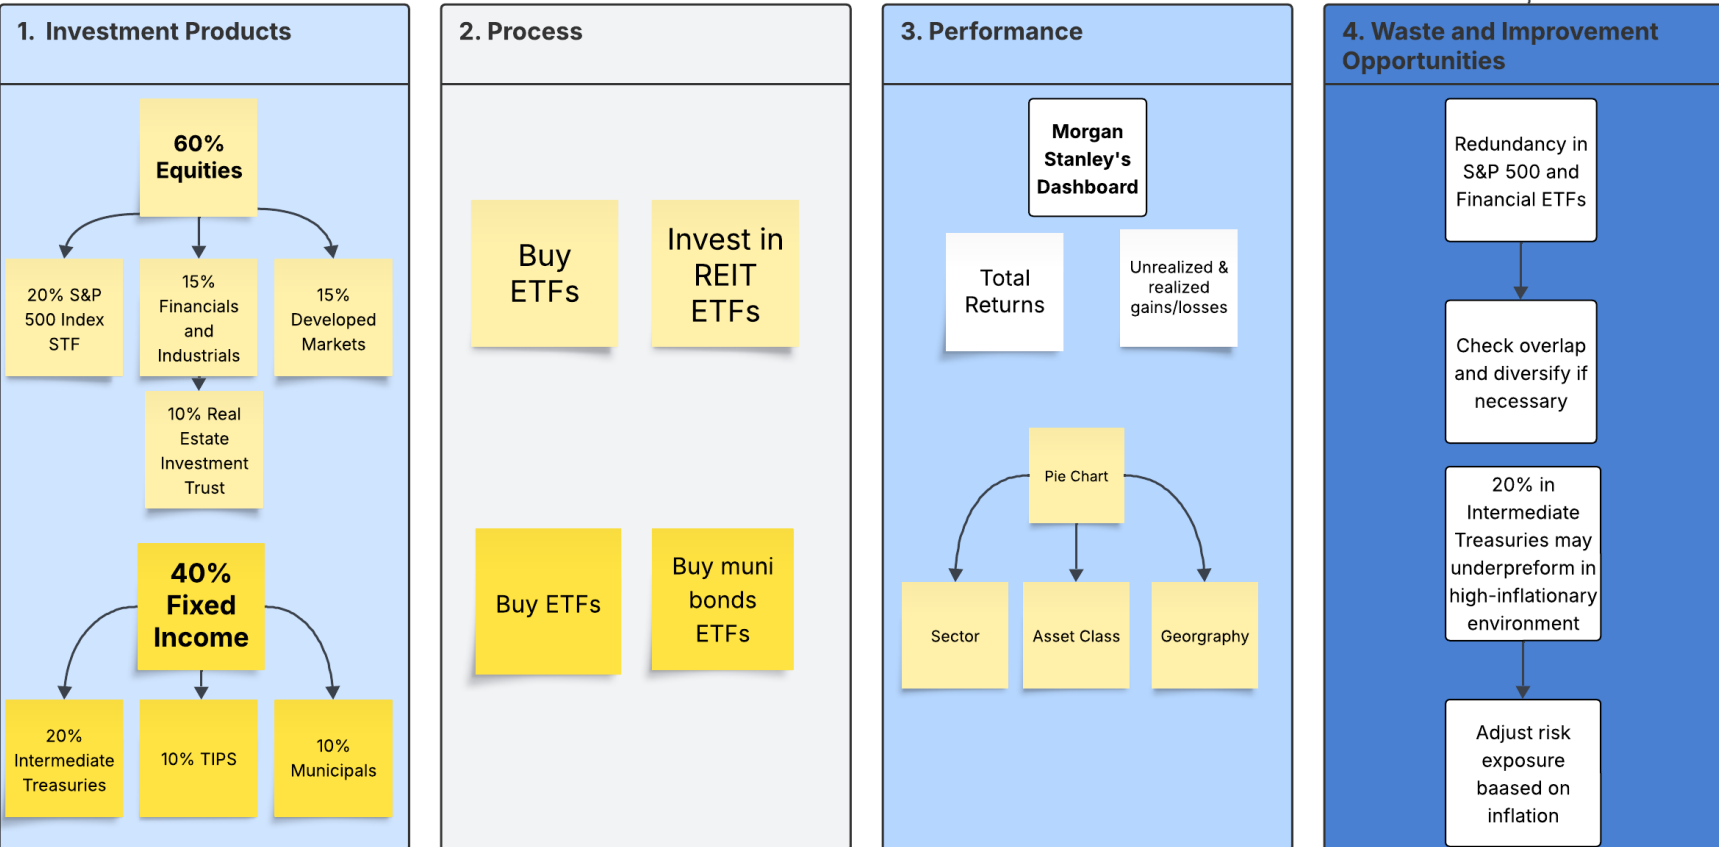 1. Investment Products
60%
Equities
20% S&P
500 Index
STF
15%
Financials
and
Industrials
15%
Developed
Markets
10% Real
Estate
Investment
Trust
40%
Fixed
Income
20%
Intermediate
Treasuries
10% TIPS
10%
Municipals
2. Process
Buy
ETFs
Invest in
REIT
ETFs
Buy ETFs
Buy muni
bonds
ETFs
3. Performance
Morgan
Stanley's
Dashboard
Total
Returns
Unrealized &
realized
gains/losses
Pie Chart
Sector
Asset Class
Georgraphy
4. Waste and Improvement
Opportunities
Redundancy in
S&P 500 and
Financial ETFs
Check overlap
and diversify if
necessary
20% in
Intermediate
Treasuries may
underpreform in
high-inflationary
environment
Adjust risk
exposure
baased on
inflation